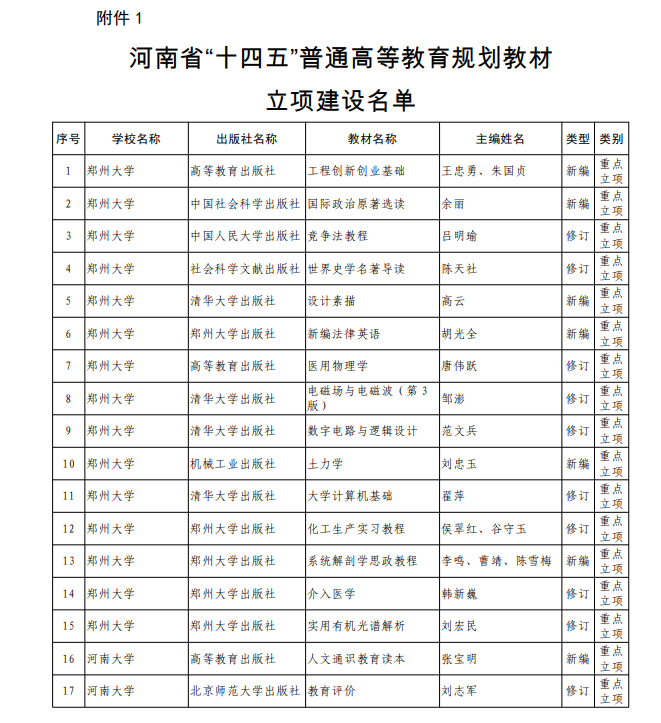 附件 1
河南省“十四五”普通高等教育规划教材
立项建设名单
序号 学校名称 出版社名称 教材名称 主编姓名 类型 类别
1 郑州大学 高等教育出版社 工程创新创业基础 王忠勇、朱国贞 新编 重点立项
2 郑州大学 中国社会科学出版社 国际政治原著选读 余丽 新编 重点立项
3 郑州大学 中国人民大学出版社 竞争法教程 吕明瑜 修订 重点立项
4 郑州大学 社会科学文献出版社 世界史学名著导读 陈天社 修订 重点立项
5 郑州大学 清华大学出版社 设计素描 高云 新编 重点立项
6 郑州大学 郑州大学出版社 新编法律英语 胡光全 新编 重点立项
7 郑州大学 高等教育出版社 医用物理学 唐伟跃 修订 重点立项
8 郑州大学 清华大学出版社 电磁场与电磁波（第 3 版） 邹澎 修订 重点立项
9 郑州大学 清华大学出版社 数字电路与逻辑设计 范文兵 修订 重点立项
10 郑州大学 机械工业出版社 土力学 刘忠玉 新编 重点立项
11 郑州大学 清华大学出版社 大学计算机基础 翟萍 修订 重点立项
12 郑州大学 郑州大学出版社 化工生产实习教程 侯翠红、谷守玉 修订 重点立项
13 郑州大学 郑州大学出版社 系统解剖学思政教程 李鸣、曹靖、陈雪梅 新编 重点立项
14 郑州大学 郑州大学出版社 介入医学 韩新巍 修订 重点立项
15 郑州大学 郑州大学出版社 实用有机光谱解析 刘宏民 修订 重点立项
16 河南大学 高等教育出版社 人文通识教育读本 张宝明 新编 重点立项
17 河南大学 北京师范大学出版社 教育评价 刘志军 修订 重点立项